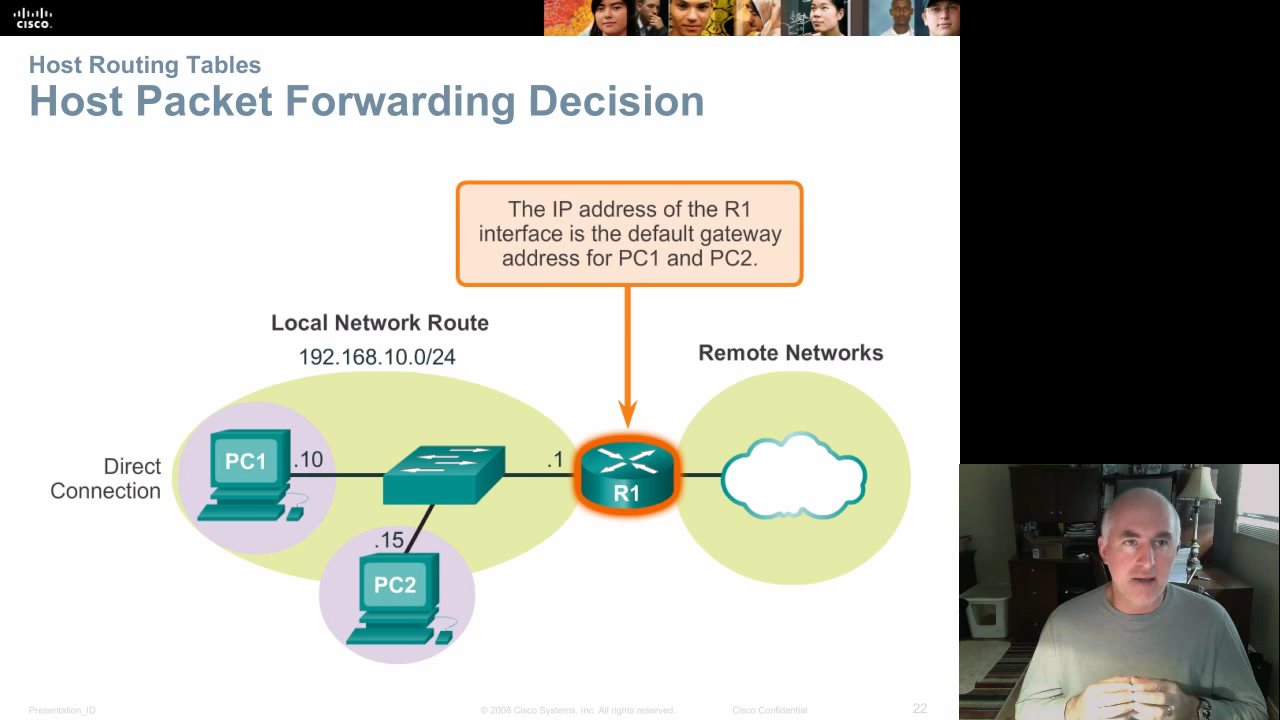 CISCO
Host Routing Tables
Host Packet Forwarding Decision
The IP address of the R1
interface is the default gateway
address for PC1 and PC2.
Local Network Route
192.168.10.0/24
Remote Networks
Direct
Connection
PC1
.10
.1
R1
.15
PC2
Presentation_ID
© 2008 Cisco Systems, Inc. All rights reserved.
Cisco Confidential
22